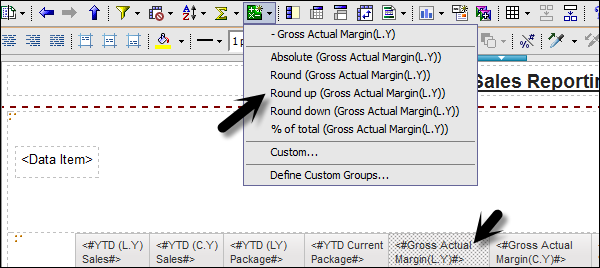 1 p
- Gross Actual Margin(L.Y)
Absolute (Gross Actual Margin(L.Y))
Round (Gross Actual Margin(L.Y))
Round up (Gross Actual Margin(L.Y))
Round down (Gross Actual Margin(L.Y))
% of total (Gross Actual Margin(L.Y))
Custom...
Define Custom Groups...
Sales Reporting
<Data Item>
<#YTD (L.Y) Sales#>
<#YTD (C.Y) Sales#>
<#YTD (LY) Package#>
<#YTD Current Package#>
<#Gross Actual Margin(L.Y)#>
<#Gross Actual Margin(C.Y)#>